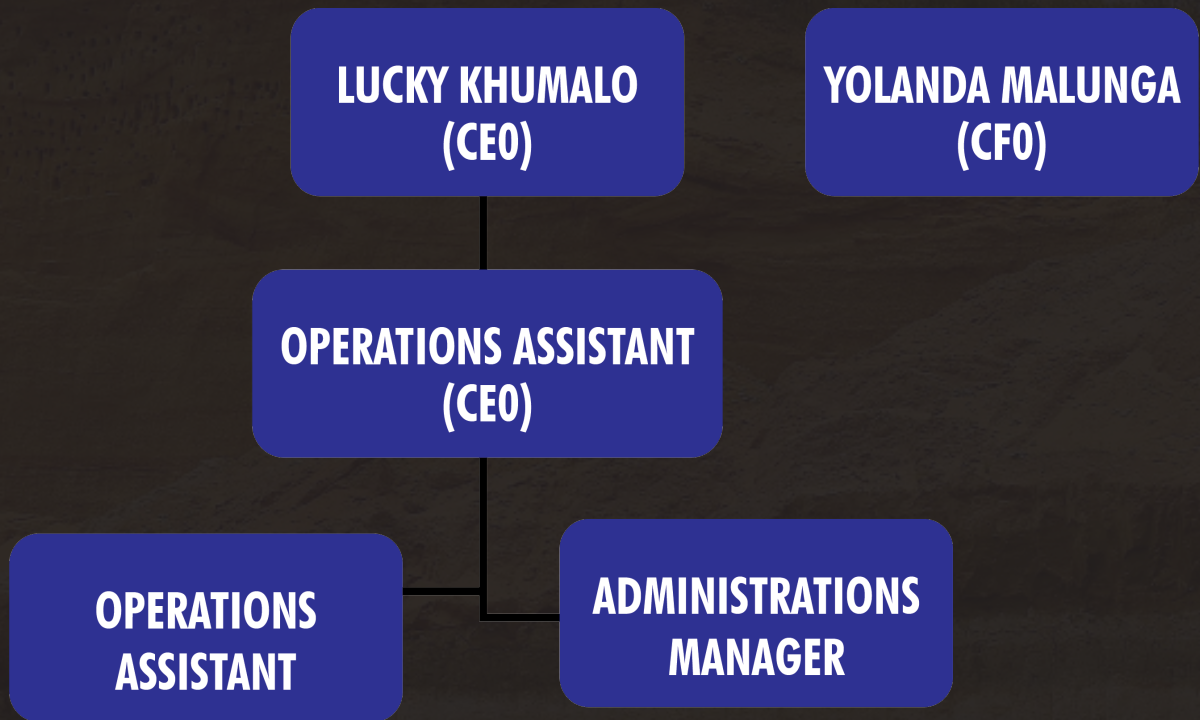 LUCKY KHUMALO
(CE0)
YOLANDA MALUNGA
(CF0)
OPERATIONS ASSISTANT
(CE0)
OPERATIONS
ASSISTANT
ADMINISTRATIONS
MANAGER